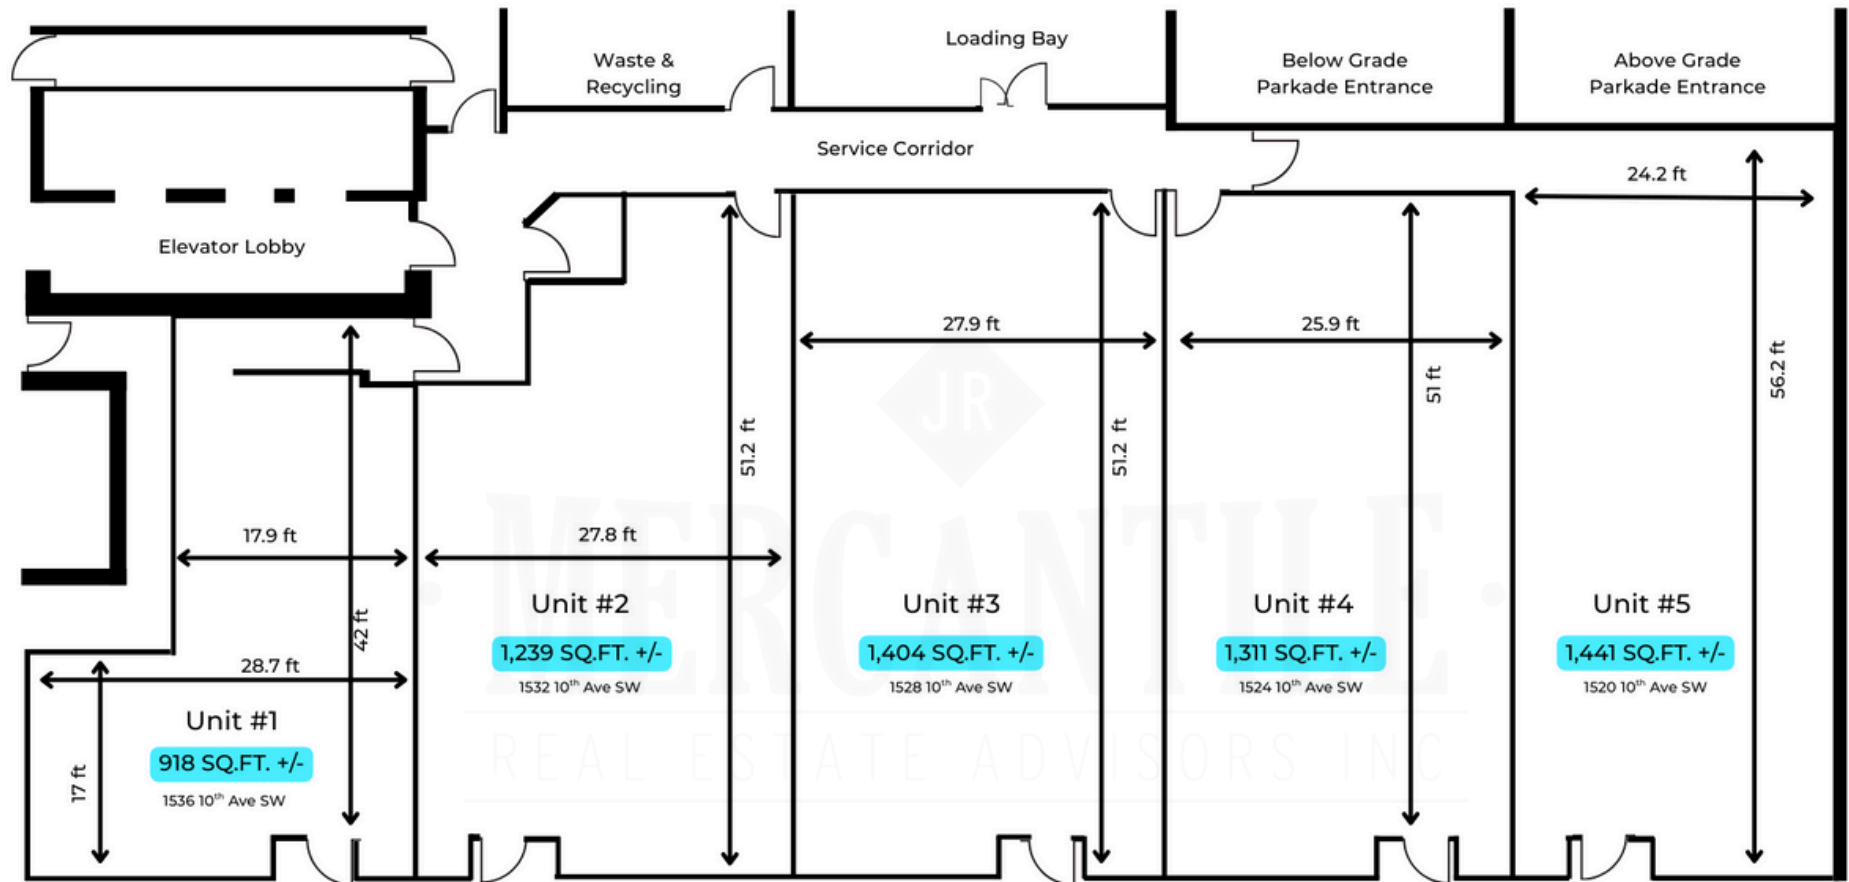 Waste &
Recycling
Loading Bay
Below Grade
Parkade Entrance
Above Grade
Parkade Entrance
Service Corridor
24.2 ft
Elevator Lobby
27.9 ft
25.9 ft
56.2 ft
51 ft
51.2 ft
51.2 ft
JR
17.9 ft
27.8 ft
42 ft
MERCANTILE
Unit #2
1,239 SQ.FT. +/-
1532 10th Ave SW
Unit #3
1,404 SQ.FT. +/-
1528 10th Ave SW
Unit #4
1,311 SQ.FT. +/-
1524 10th Ave SW
Unit #5
1,441 SQ.FT. +/-
1520 10th Ave SW
28.7 ft
Unit #1
918 SQ.FT. +/-
1536 10th Ave SW
17 ft
REAL ESTATE ADVISORS INC